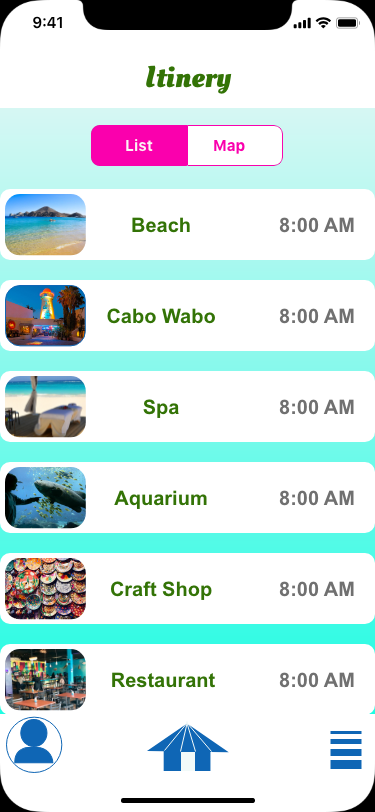 9:41
Itinery
List
Map
Beach
8:00 AM
Cabo Wabo
8:00 AM
Spa
8:00 AM
Aquarium
8:00 AM
Craft Shop
8:00 AM
Restaurant
8:00 AM